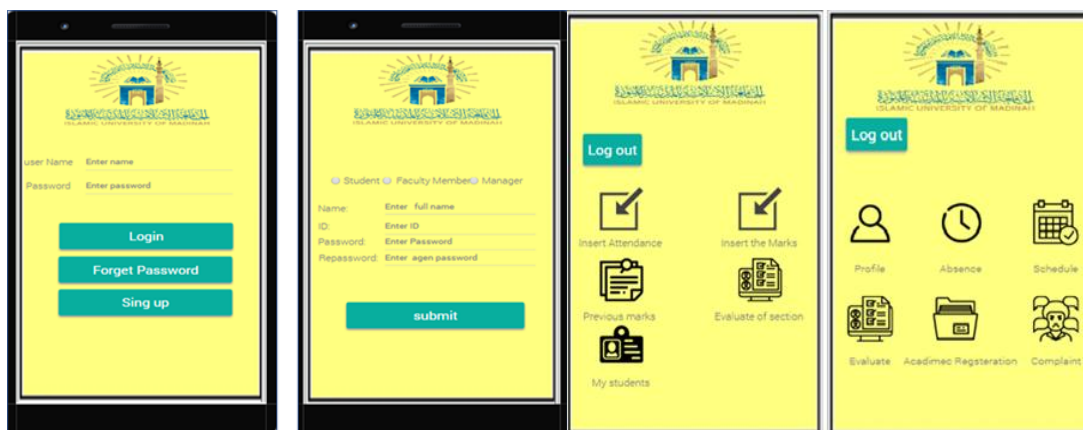 ISLAMIC UNIVERSITY OF MADINAH
user Name Enter name
Password Enter password
Login
Forget Password
Sing up
ISLAMIC UNIVERSITY OF MADINAH
Student Faculty Member Manager
Name: Enter full name
ID: Enter ID
Password: Enter Password
Repassword: Enter agen password
submit
ISLAMIC UNIVERSITY OF MADINAH
Log out
Insert Attendance Insert the Marks
Previous marks Evaluate of section
My students
ISLAMIC UNIVERSITY OF MADINAH
Log out
Profile Absence Schedule
Evaluate Acadimec Regsteration Complaint